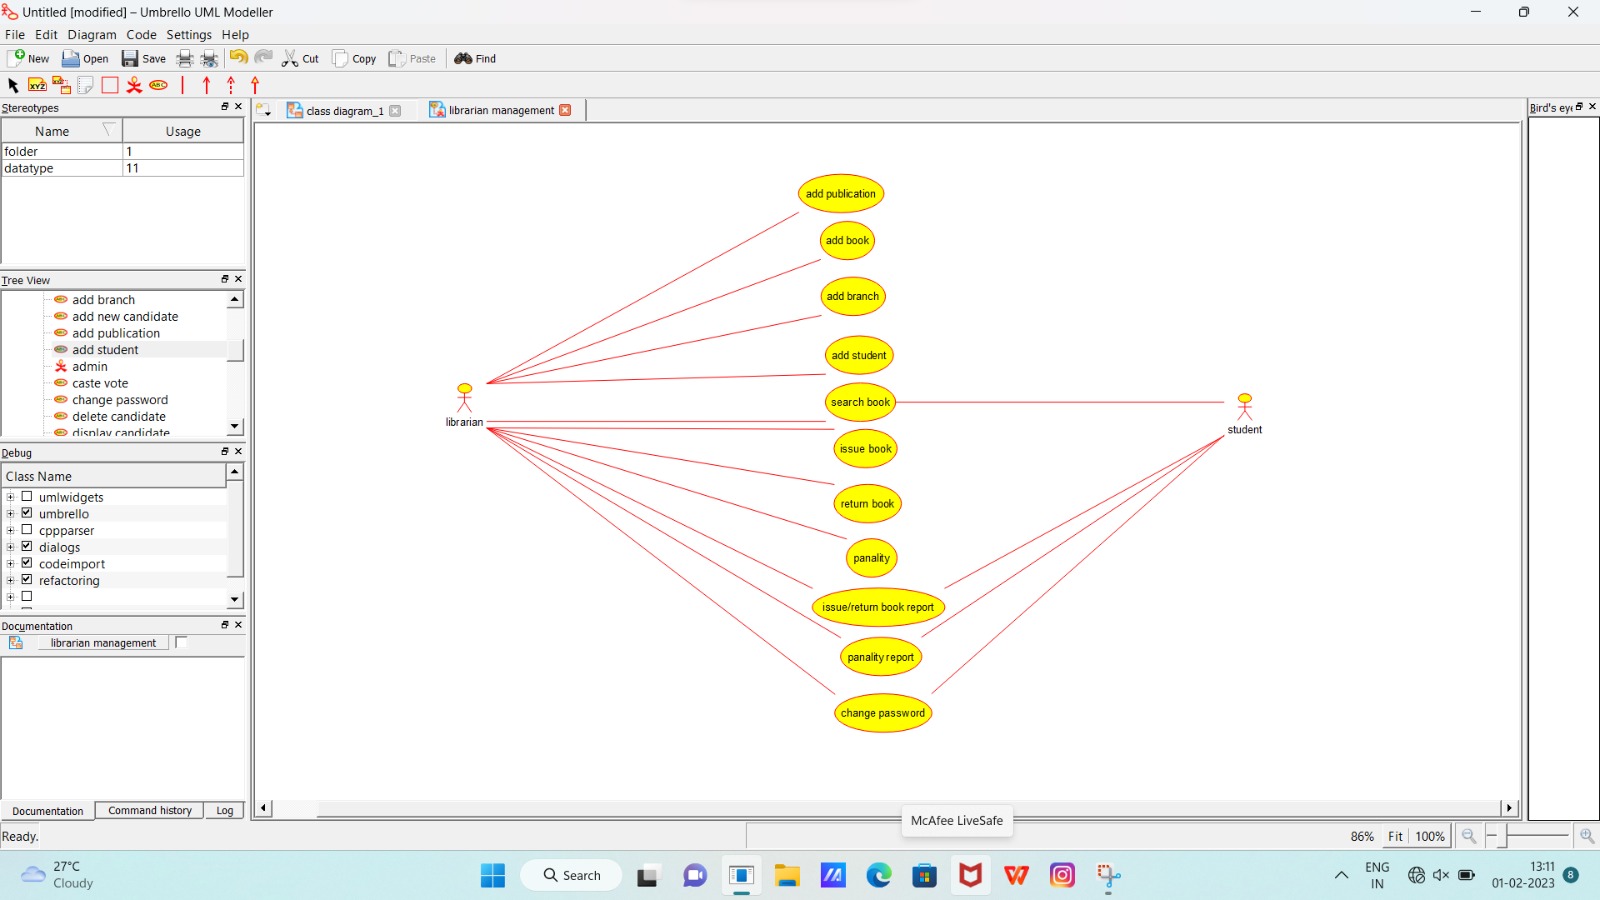 Untitled [modified] – Umbrello UML Modeller
File Edit Diagram Code Settings Help
New Open Save Cut Copy Paste Find
XYZ ABC
Stereotypes
Name Usage
folder 1
datatype 11
Tree View
add branch
add new candidate
add publication
add student
admin
caste vote
change password
delete candidate
display candidate
Debug
Class Name
umlwidgets
umbrello
cppparser
dialogs
codeimport
refactoring
Documentation
librarian management
Documentation Command history Log
class diagram_1 librarian management
Bird's eye
add publication
add book
add branch
add student
search book
librarian
student
issue book
return book
panality
issue/return book report
panality report
change password
McAfee LiveSafe
Ready.
86% Fit 100%
27°C
Cloudy
Search
ENG
IN
13:11
01-02-2023
8